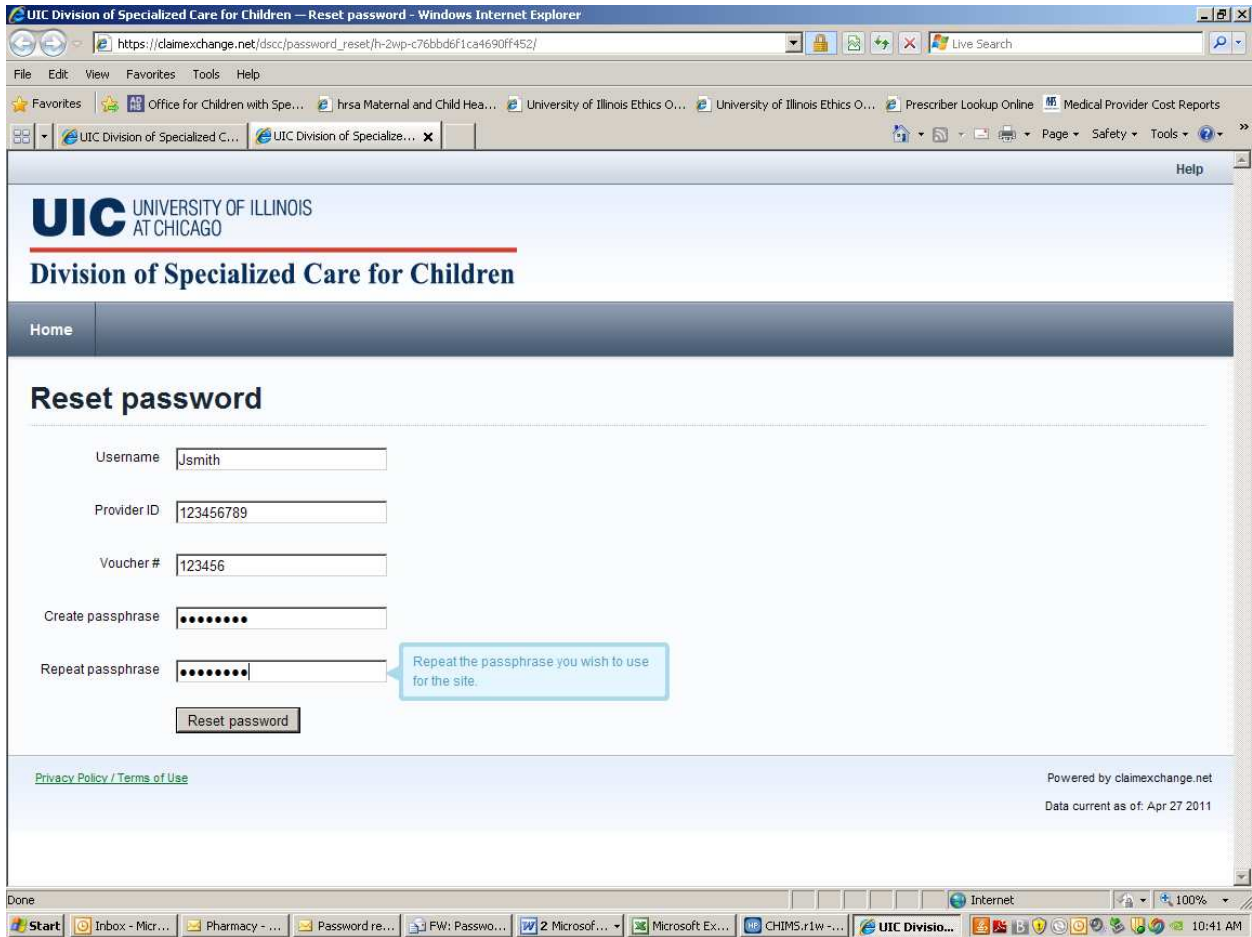 UIC Division of Specialized Care for Children — Reset password - Windows Internet Explorer
https://claimexchange.net/dscc/password_reset/h-2wp-c76bbd6f1ca4690ff452/
Live Search
File Edit View Favorites Tools Help
Favorites Office for Children with Spe... hrsa Maternal and Child Hea... University of Illinois Ethics O... University of Illinois Ethics O... Prescriber Lookup Online Medical Provider Cost Reports
UIC Division of Specialized C... UIC Division of Specialize... Page Safety Tools
Help
UIC UNIVERSITY OF ILLINOIS
AT CHICAGO
Division of Specialized Care for Children
Home
Reset password
Username Jsmith
Provider ID 123456789
Voucher # 123456
Create passphrase ••••••••
Repeat passphrase ••••••••
Repeat the passphrase you wish to use
for the site.
Reset password
Privacy Policy / Terms of Use
Powered by claimexchange.net
Data current as of: Apr 27 2011
Done Internet 100%
Start Inbox - Micr... Pharmacy - ... Password re... FW: Passwo... 2 Microsof... Microsoft Ex... CHIMS.r1w -... UIC Divisio... 10:41 AM